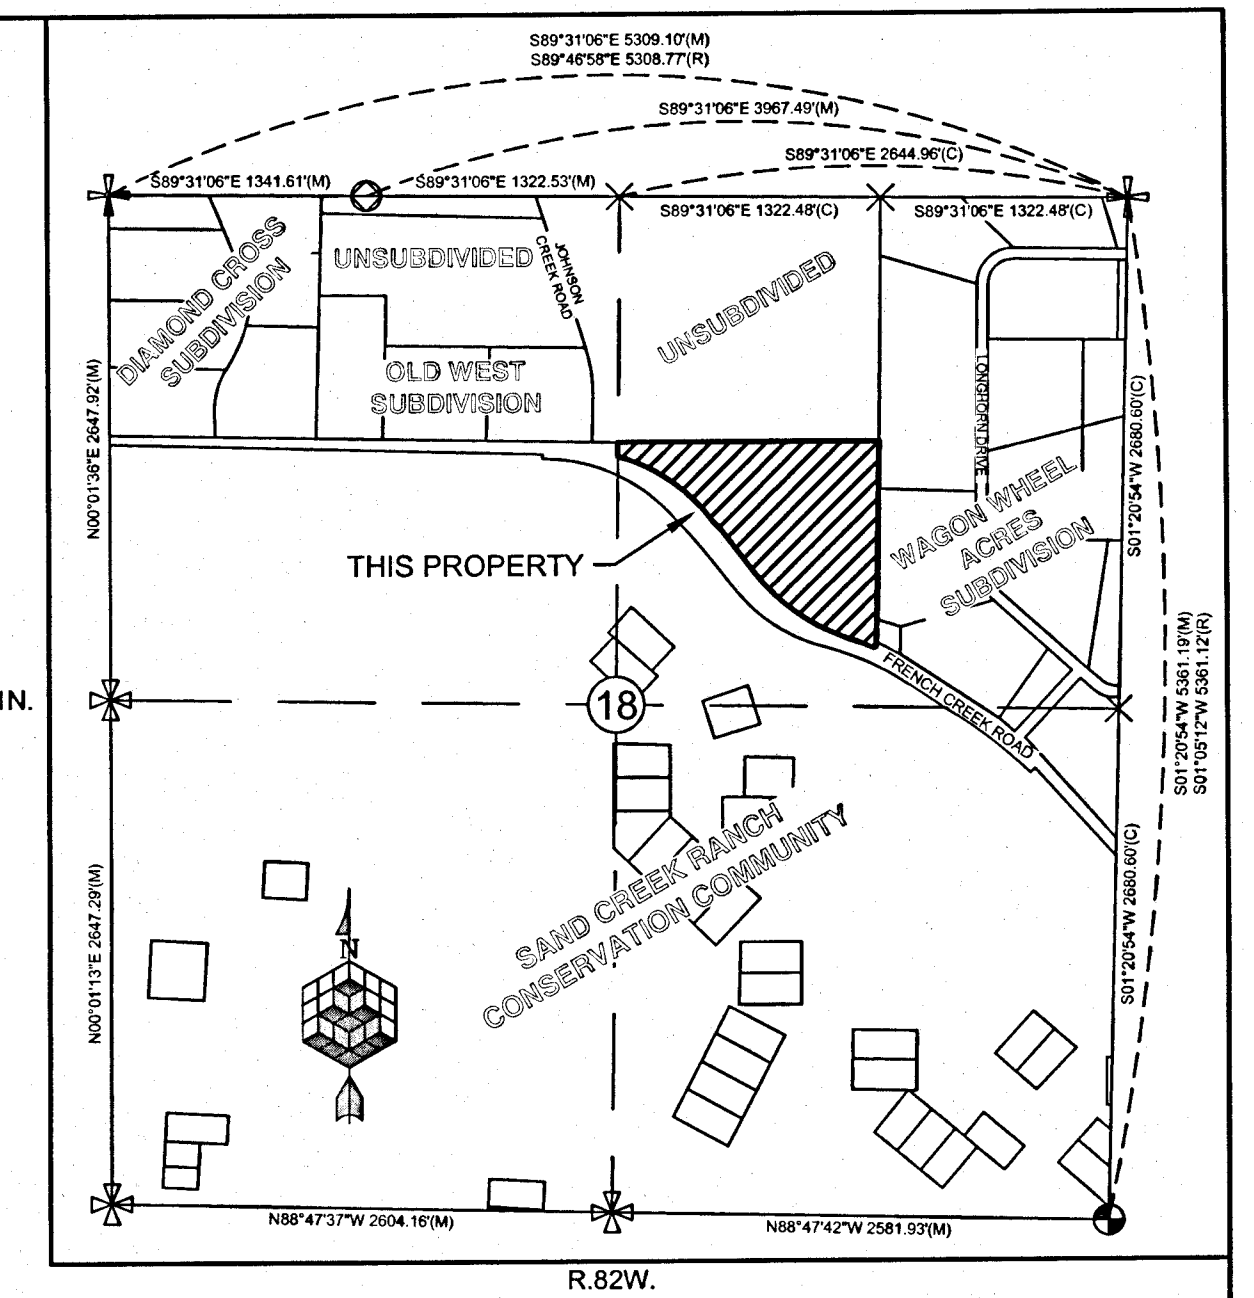 S89°31'06"E 5309.10'(M)
S89°46'58"E 5308.77'(R)
S89°31'06"E 3967.49'(M)
S89°31'06"E 2644.96'(C)
S89°31'06"E 1341.61'(M)
S89°31'06"E 1322.53'(M)
S89°31'06"E 1322.48'(C)
S89°31'06"E 1322.48'(C)
DIAMOND CROSS
SUBDIVISION
UNSUBDIVIDED
JOHNSON
CREEK ROAD
UNSUBDIVIDED
OLD WEST
SUBDIVISION
LONGHORN DRIVE
N00°01'36"E 2647.92'(M)
S01°20'54"W 2680.60'(C)
WAGON WHEEL
ACRES
SUBDIVISION
THIS PROPERTY
S01°20'54"W 5361.19'(M)
S01°05'12"W 5361.12'(R)
FRENCH CREEK ROAD
IN.
18
SAND CREEK RANCH
CONSERVATION COMMUNITY
N00°01'13"E 2647.29'(M)
S01°20'54"W 2680.60'(C)
N
N88°47'37"W 2604.16'(M)
N88°47'42"W 2581.93'(M)
R.82W.